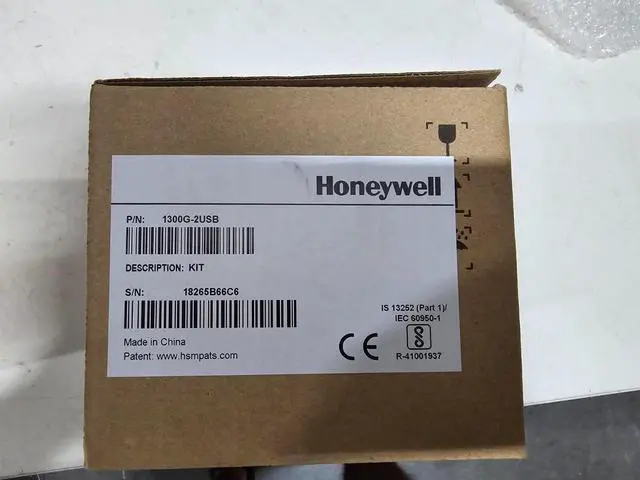 Honeywell
P/N: 1300G-2USB
DESCRIPTION: KIT
S/N: 18265B66C6
IS 13252 (Part 1)/
IEC 60950-1
Made in China
Patent: www.hsmpats.com
CE
R-41001937